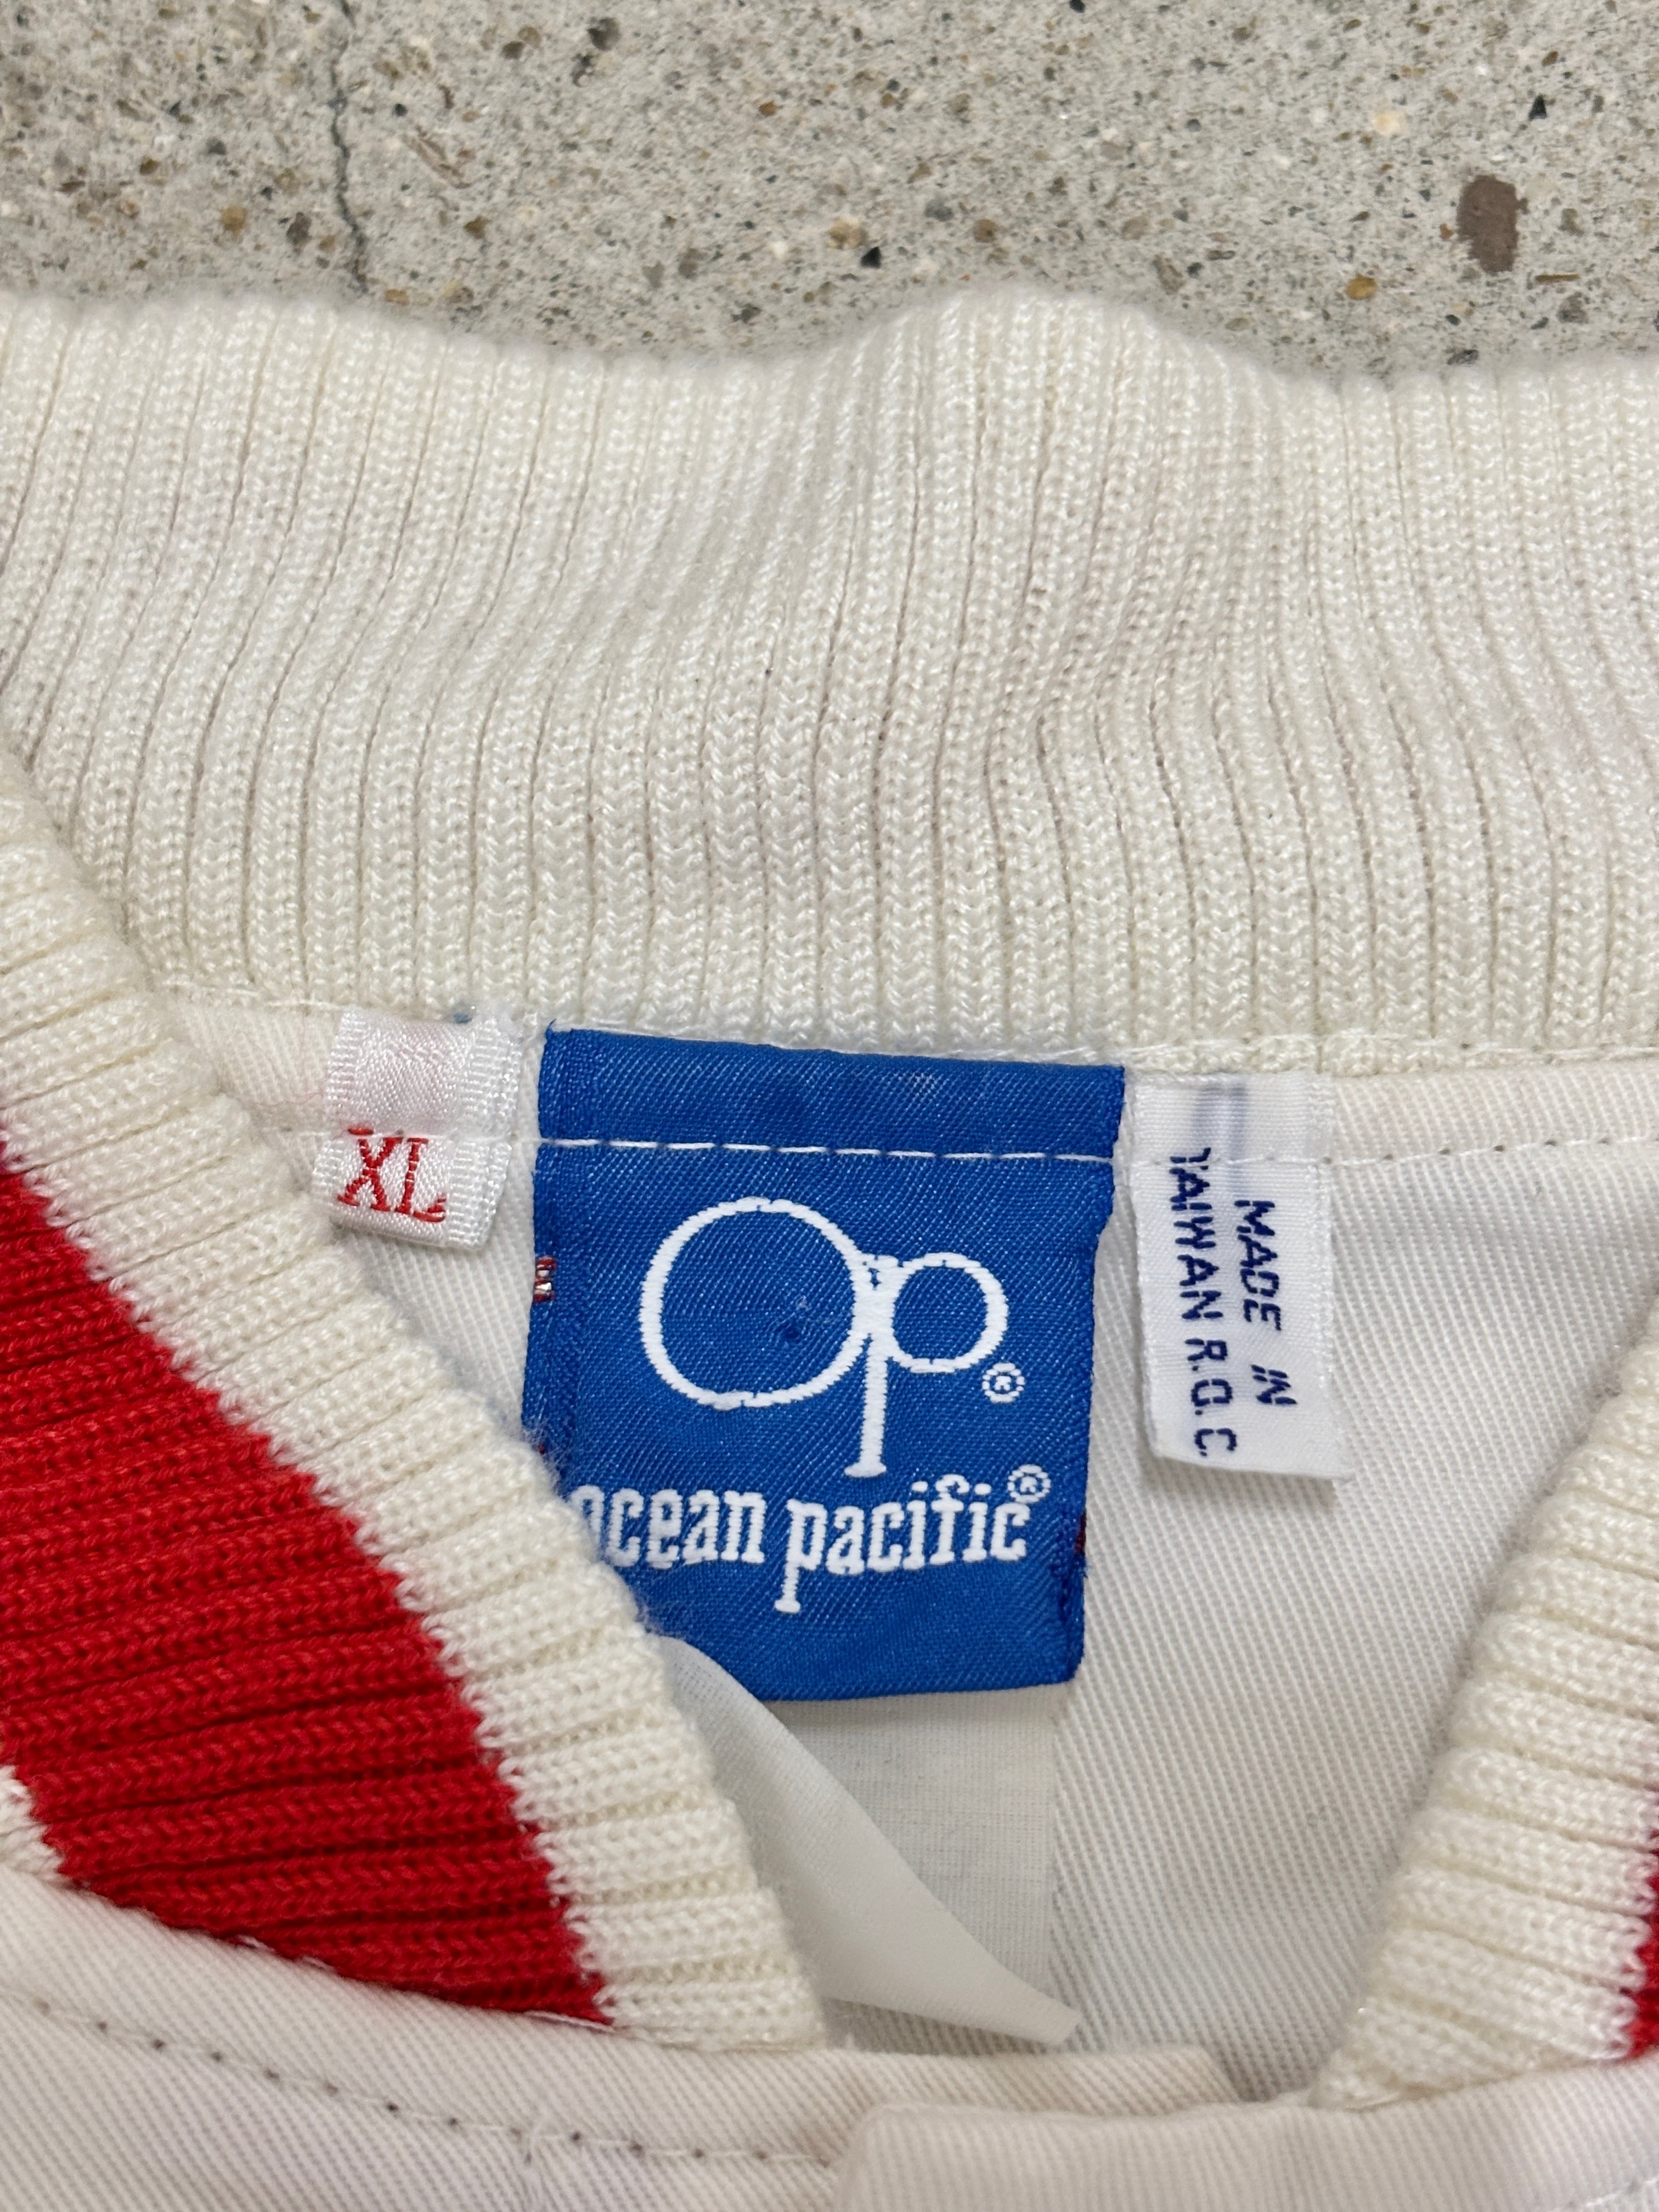 XL
op®
ocean pacific®
MADE IN
TAIWAN R.O.C